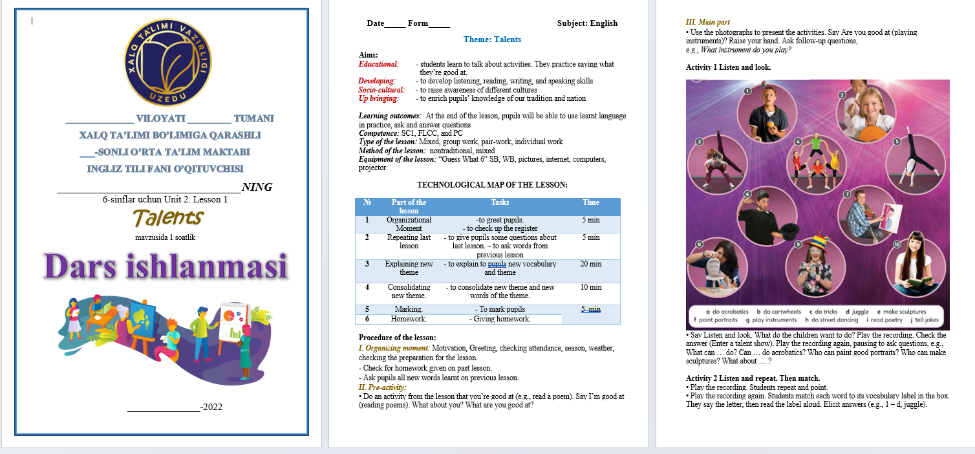 XALQ TALIMI VAZIRLIGI
UZEDU
_______________ VILOYATI __________ TUMANI
XALQ TA'LIMI BO'LIMIGA QARASHLI
___-SONLI O'RTA TA'LIM MAKTABI
INGLIZ TILI FANI O'QITUVCHISI
______________________________NING
6-sinflar uchun Unit 2. Lesson 1
Talents
mavzusida 1 soatlik
Dars ishlanmasi
________________-2022
Date_____ Form_____ Subject: English
Theme: Talents
Aims:
Educational: - students learn to talk about activities. They practice saying what
they're good at.
Developing: - to develop listening, reading, writing, and speaking skills
Socio-cultural: - to raise awareness of different cultures
Up bringing: - to enrich pupils' knowledge of our tradition and nation
Learning outcomes: At the end of the lesson, pupils will be able to use learnt language
in practice, ask and answer questions
Competence: SC1, FLCC, and PC
Type of the lesson: Mixed, group work, pair-work, individual work
Method of the lesson: nontraditional, mixed
Equipment of the lesson: "Guess What 6" SB, WB, pictures, internet, computers,
projector
TECHNOLOGICAL MAP OF THE LESSON:
№ Part of the lesson Tasks Time
1 Organizational Moment -to greet pupils. - to check up the register 5 min
2 Repeating last lesson - to give pupils some questions about last lesson. – to ask words from previous lesson 5 min
3 Explaining new theme - to explain to pupils new vocabulary and theme 20 min
4 Consolidating new theme. - to consolidate new theme and new words of the theme. 10 min
5 Marking. - To mark pupils 5 min
6 Homework. - Giving homework.
Procedure of the lesson:
I. Organizing moment: Motivation, Greeting, checking attendance, season, weather,
checking the preparation for the lesson.
- Check for homework given on past lesson.
- Ask pupils all new words learnt on previous lesson.
II. Pre-activity:
• Do an activity from the lesson that you're good at (e.g., read a poem). Say I'm good at
(reading poems). What about you? What are you good at?
III. Main part
• Use the photographs to present the activities. Say Are you good at (playing
instruments)? Raise your hand. Ask follow-up questions,
e.g., What instrument do you play?
Activity 1 Listen and look.
1
2
3
4
5
6
7
8
9
10
a do acrobatics b do cartwheels c do tricks d juggle e make sculptures
f paint portraits g play instruments h do street dancing i read poetry j tell jokes
• Say Listen and look. What do the children want to do? Play the recording. Check the
answer (Enter a talent show). Play the recording again, pausing to ask questions, e.g.,
What can … do? Can … do acrobatics? Who can paint good portraits? Who can make
sculptures? What about … ?
Activity 2 Listen and repeat. Then match.
• Play the recording. Students repeat and point.
• Play the recording again. Students match each word to its vocabulary label in the box.
They say the letter, then read the label aloud. Elicit answers (e.g., 1 – d, juggle).